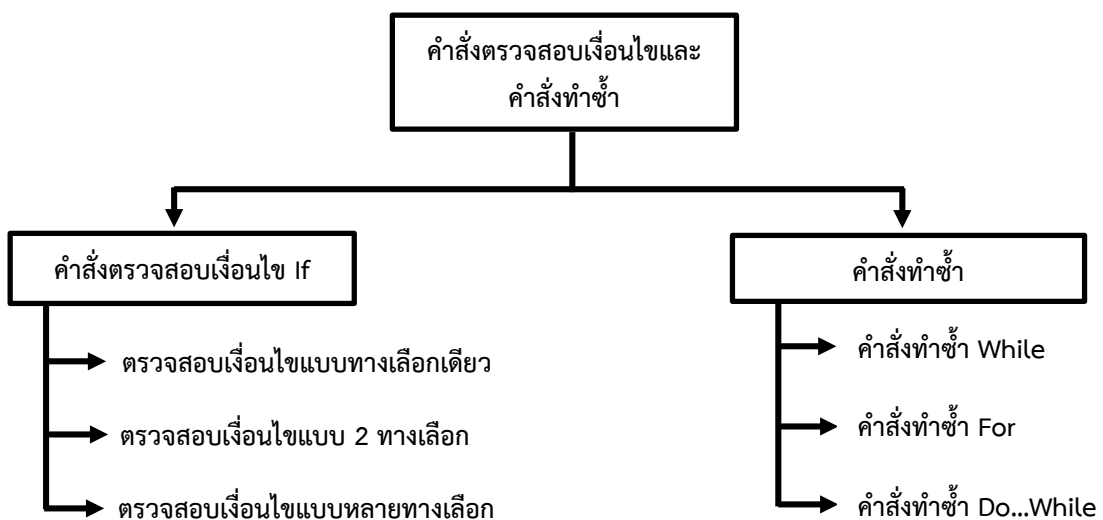 คำสั่งตรวจสอบเงื่อนไขและ
คำสั่งทำซ้ำ
คำสั่งตรวจสอบเงื่อนไข If
ตรวจสอบเงื่อนไขแบบทางเลือกเดียว
ตรวจสอบเงื่อนไขแบบ 2 ทางเลือก
ตรวจสอบเงื่อนไขแบบหลายทางเลือก
คำสั่งทำซ้ำ
คำสั่งทำซ้ำ While
คำสั่งทำซ้ำ For
คำสั่งทำซ้ำ Do...While